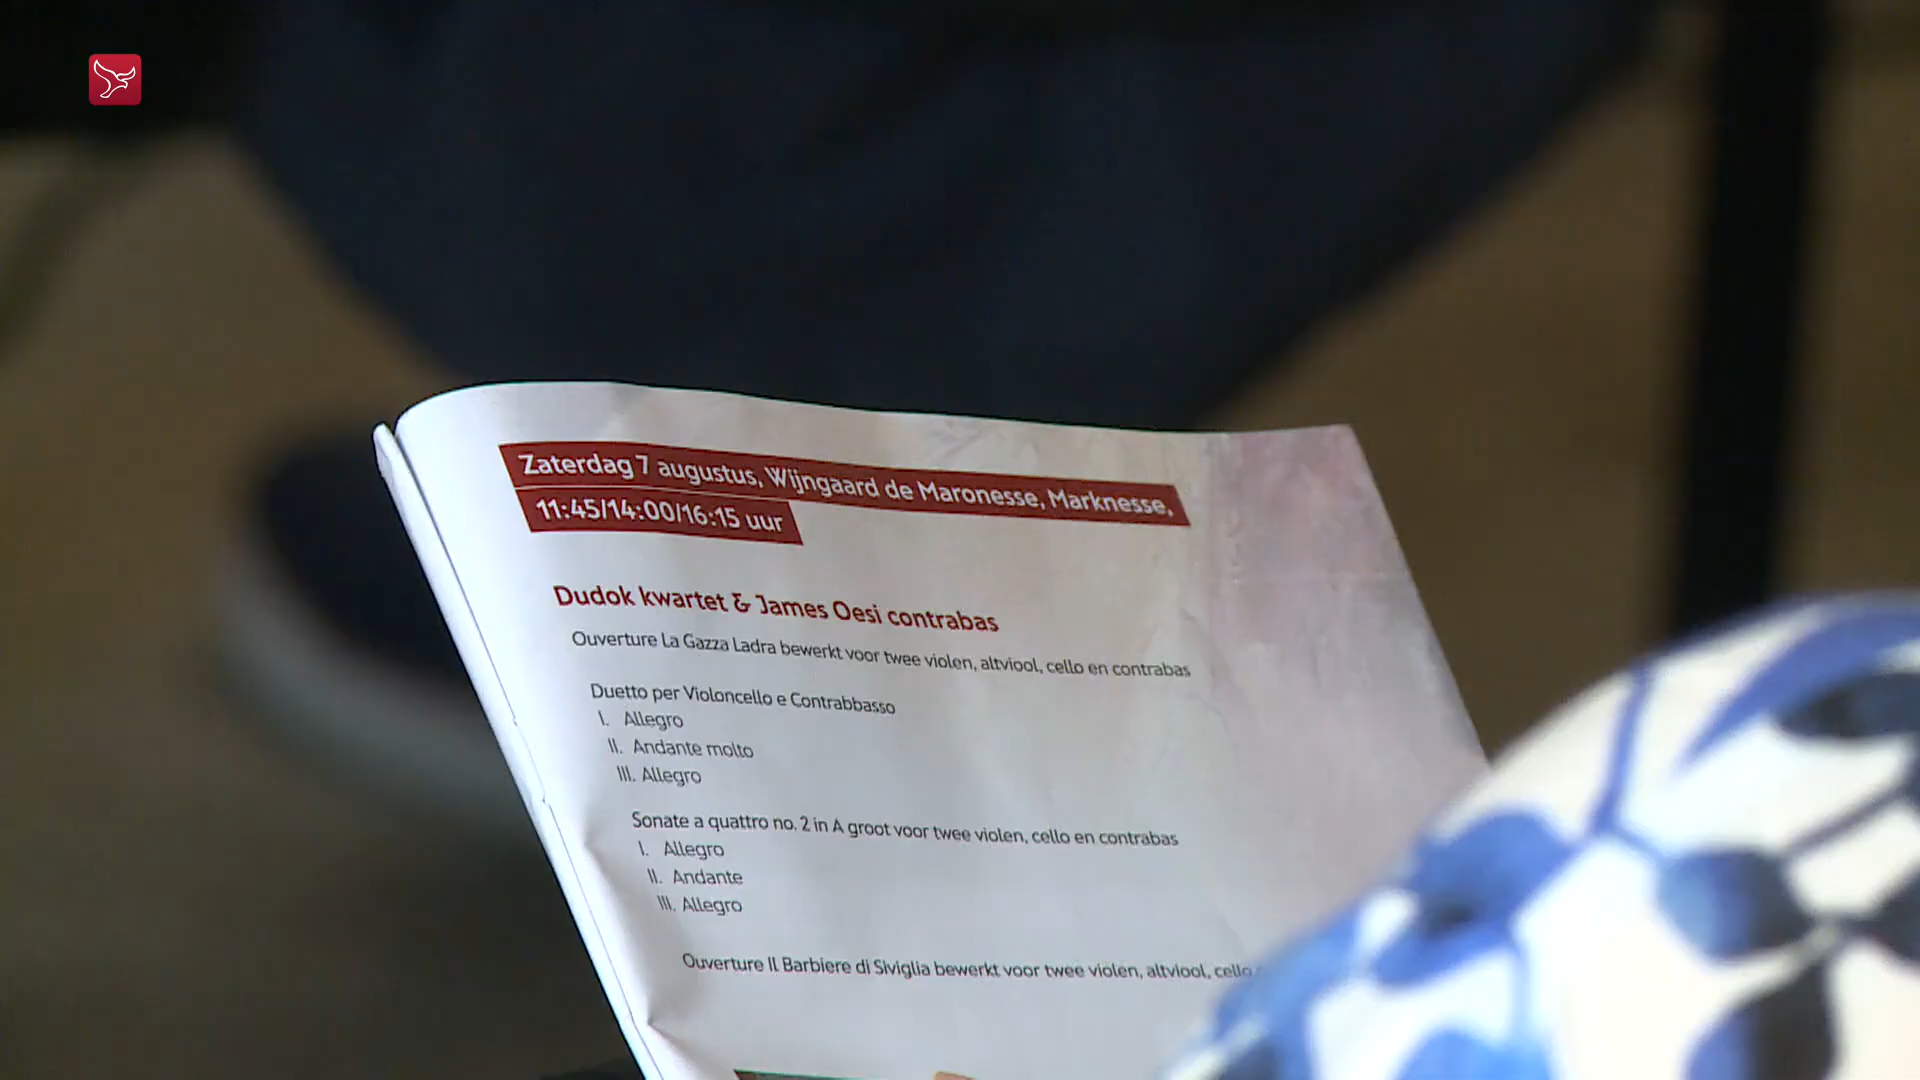 Zaterdag 7 augustus, Wijngaard de Maronesse, Marknesse,
11:45/14:00/16:15 uur
Dudok kwartet & James Oesi contrabas
Ouverture La Gazza Ladra bewerkt voor twee violen, altviool, cello en contrabas
Duetto per Violoncello e Contrabbasso
I. Allegro
II. Andante molto
III. Allegro
Sonate a quattro no. 2 in A groot voor twee violen, cello en contrabas
I. Allegro
II. Andante
III. Allegro
Ouverture Il Barbiere di Siviglia bewerkt voor twee violen, altviool, cello